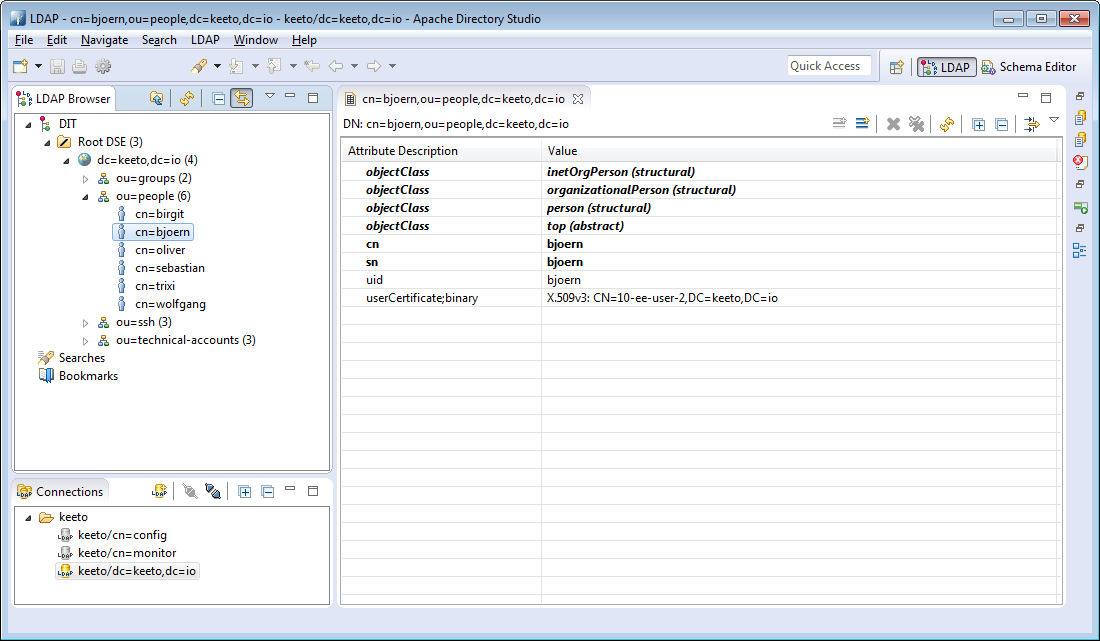 LDAP - cn=bjoern,ou=people,dc=keeto,dc=io - keeto/dc=keeto,dc=io - Apache Directory Studio
File Edit Navigate Search LDAP Window Help
Quick Access LDAP Schema Editor
LDAP Browser
DIT
Root DSE (3)
dc=keeto,dc=io (4)
ou=groups (2)
ou=people (6)
cn=birgit
cn=bjoern
cn=oliver
cn=sebastian
cn=trixi
cn=wolfgang
ou=ssh (3)
ou=technical-accounts (3)
Searches
Bookmarks
Connections
LDAP
keeto
LDAP keeto/cn=config
LDAP keeto/cn=monitor
LDAP keeto/dc=keeto,dc=io
cn=bjoern,ou=people,dc=keeto,dc=io
DN: cn=bjoern,ou=people,dc=keeto,dc=io
Attribute Description Value
objectClass inetOrgPerson (structural)
objectClass organizationalPerson (structural)
objectClass person (structural)
objectClass top (abstract)
cn bjoern
sn bjoern
uid bjoern
userCertificate;binary X.509v3: CN=10-ee-user-2,DC=keeto,DC=io